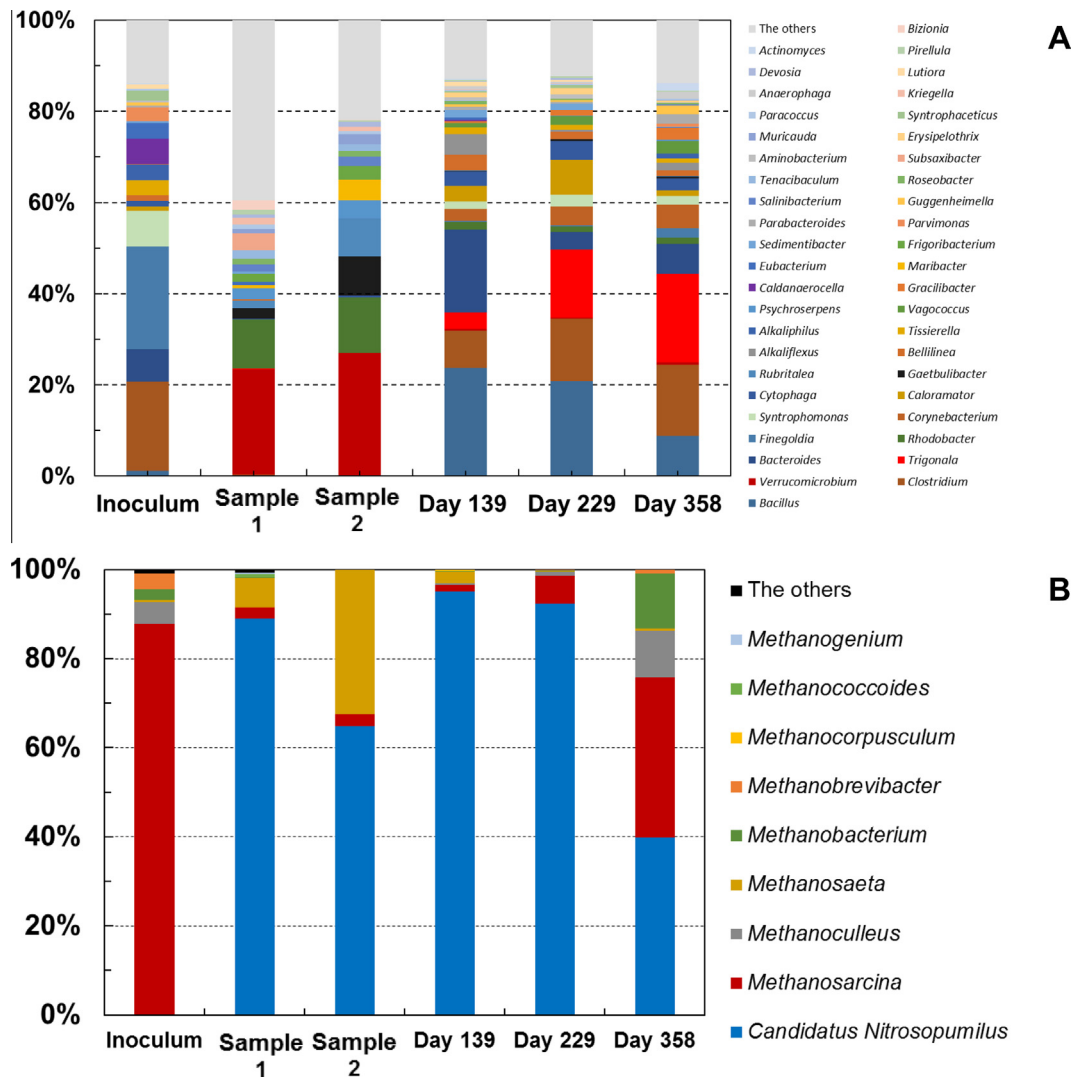 A
100%
80%
60%
40%
20%
0%
Inoculum
Sample
1
Sample
2
Day 139
Day 229
Day 358
The others
Bizionia
Actinomyces
Pirellula
Devosia
Lutiora
Anaerophaga
Kriegella
Paracoccus
Syntrophaceticus
Muricauda
Erysipelothrix
Aminobacterium
Subsaxibacter
Tenacibaculum
Roseobacter
Salinibacterium
Guggenheimella
Parabacteroides
Parvimonas
Sedimentibacter
Frigoribacterium
Eubacterium
Maribacter
Caldanaerocella
Gracilibacter
Psychroserpens
Vagococcus
Alkaliphilus
Tissierella
Alkaliflexus
Bellilinea
Rubritalea
Gaetbulibacter
Cytophaga
Caloramator
Syntrophomonas
Corynebacterium
Finegoldia
Rhodobacter
Bacteroides
Trigonala
Verrucomicrobium
Clostridium
Bacillus
B
100%
80%
60%
40%
20%
0%
Inoculum
Sample
1
Sample
2
Day 139
Day 229
Day 358
The others
Methanogenium
Methanococcoides
Methanocorpusculum
Methanobrevibacter
Methanobacterium
Methanosaeta
Methanoculleus
Methanosarcina
Candidatus Nitrosopumilus